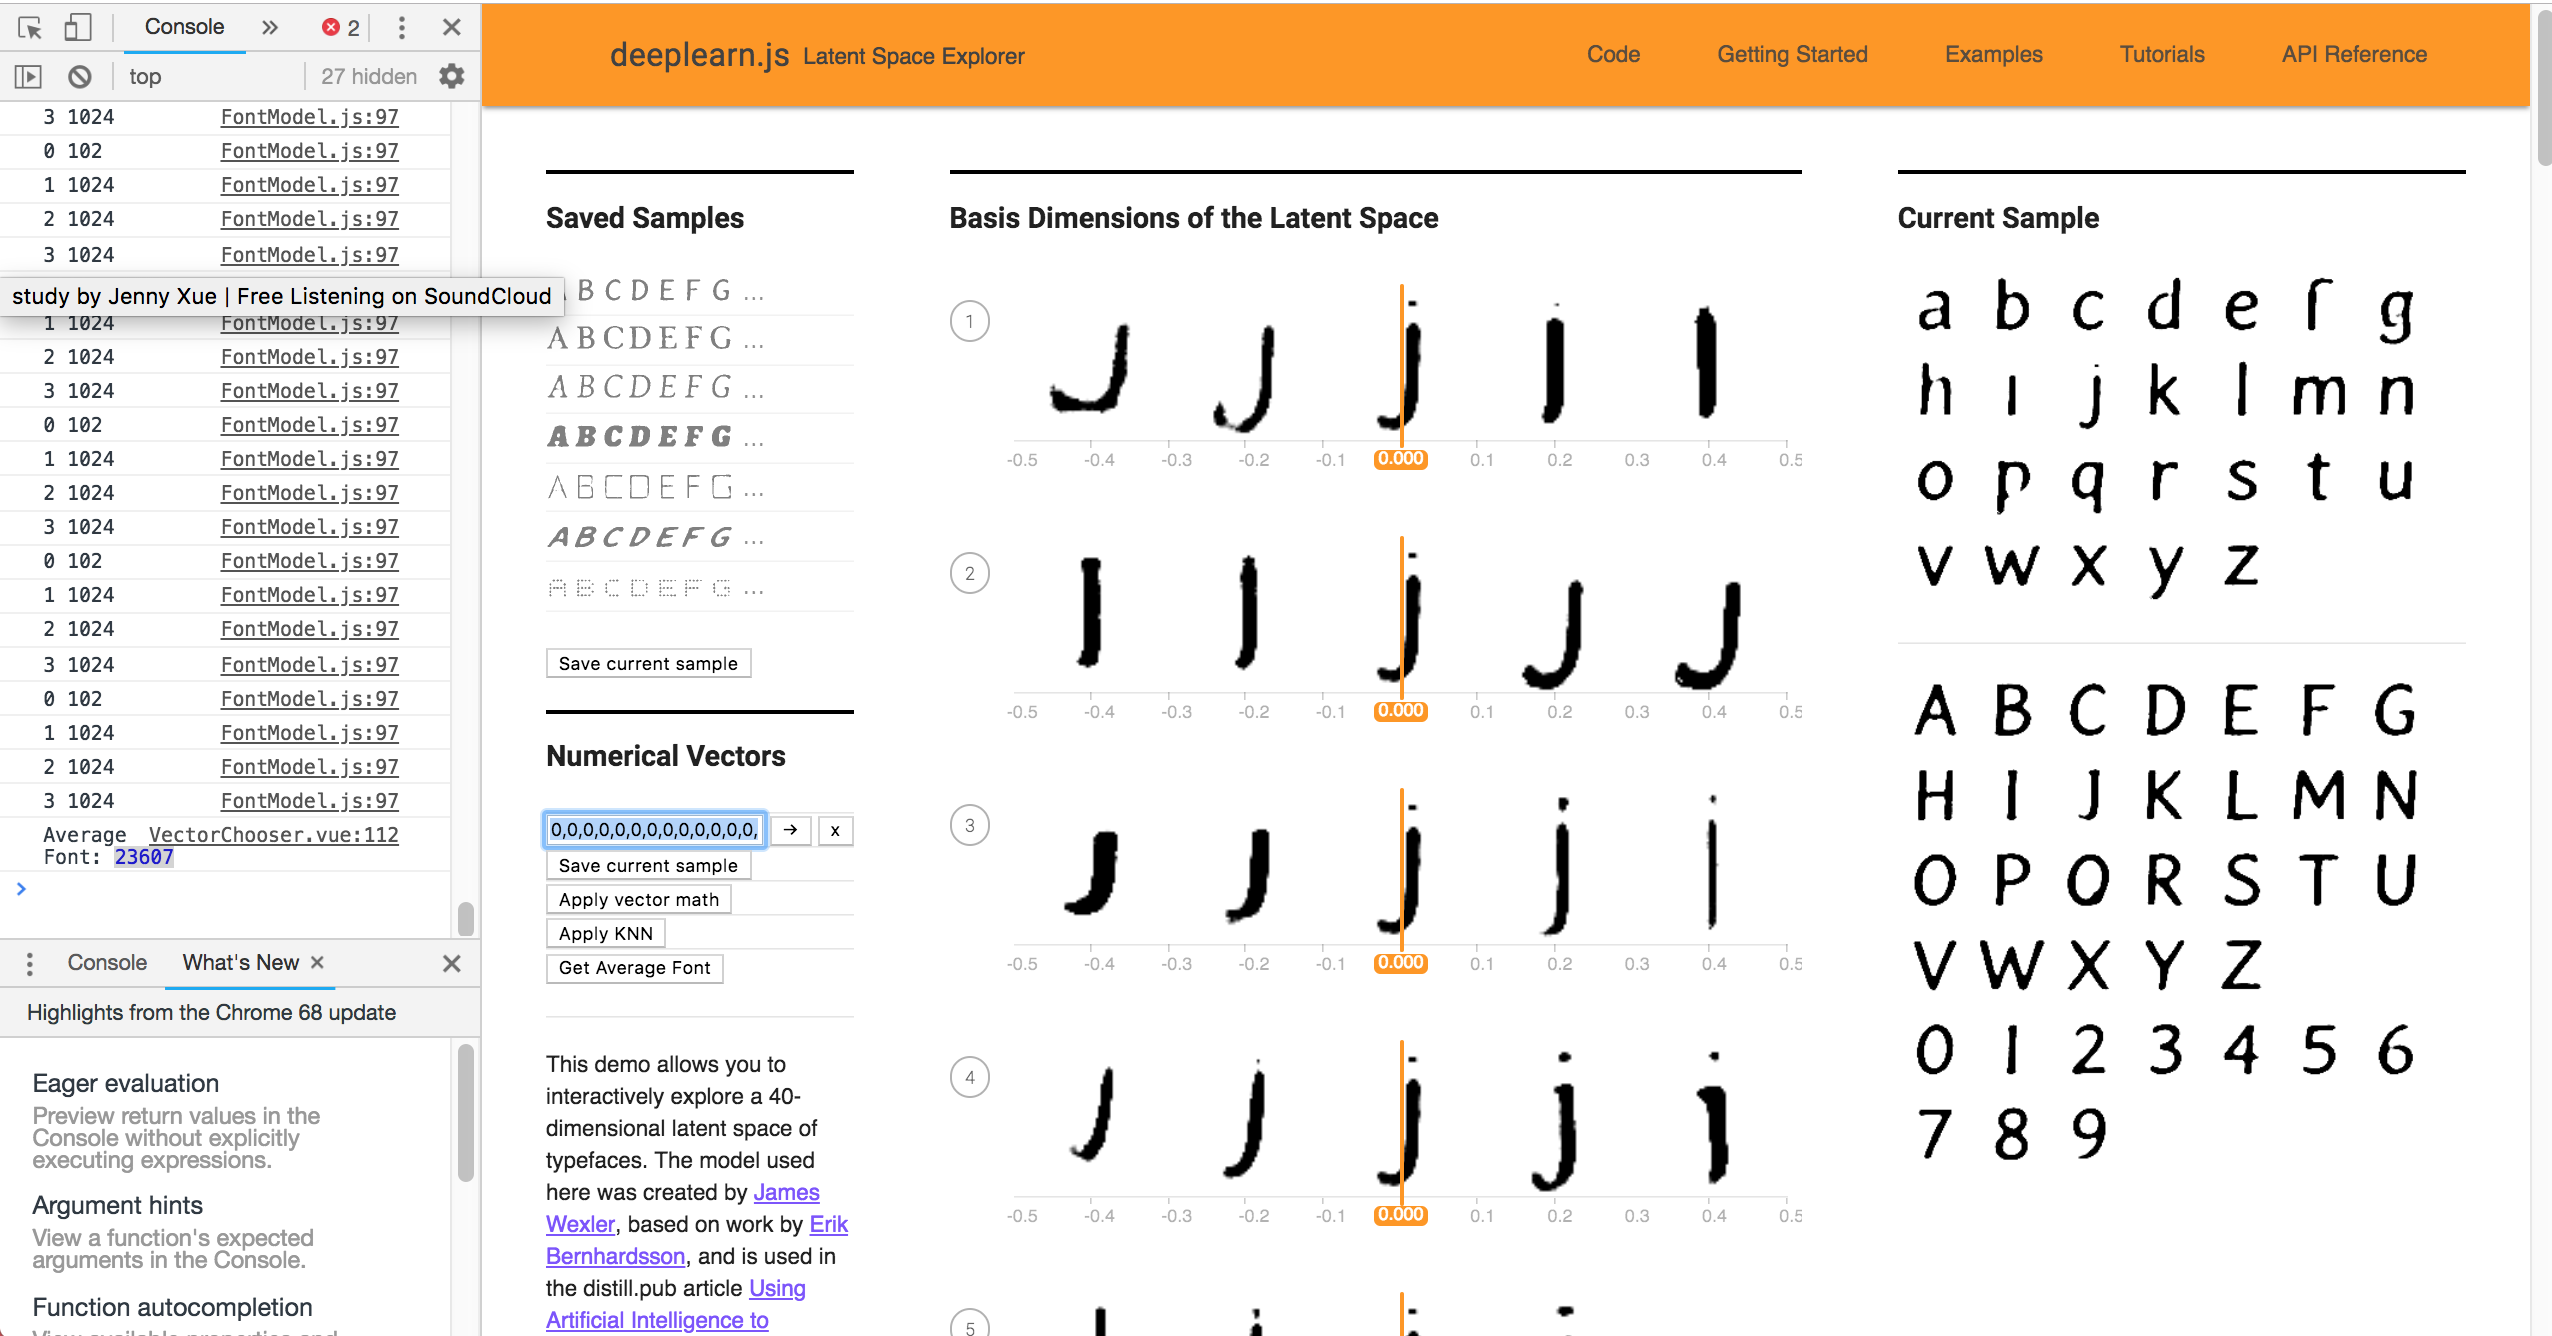 Console
2
top
27 hidden
3 1024 FontModel.js:97
0 102 FontModel.js:97
1 1024 FontModel.js:97
2 1024 FontModel.js:97
3 1024 FontModel.js:97
study by Jenny Xue | Free Listening on SoundCloud
1 1024 FontModel.js:97
2 1024 FontModel.js:97
3 1024 FontModel.js:97
0 102 FontModel.js:97
1 1024 FontModel.js:97
2 1024 FontModel.js:97
3 1024 FontModel.js:97
0 102 FontModel.js:97
1 1024 FontModel.js:97
2 1024 FontModel.js:97
3 1024 FontModel.js:97
0 102 FontModel.js:97
1 1024 FontModel.js:97
2 1024 FontModel.js:97
3 1024 FontModel.js:97
Average VectorChooser.vue:112
Font: 23607
Console What's New
Highlights from the Chrome 68 update
Eager evaluation
Preview return values in the
Console without explicitly
executing expressions.
Argument hints
View a function's expected
arguments in the Console.
Function autocompletion
deeplearn.js Latent Space Explorer
Code Getting Started Examples Tutorials API Reference
Saved Samples
B C D E F G ...
A B C D E F G ...
A B C D E F G ...
A B C D E F G ...
A B C D E F G ...
A B C D E F G ...
A B C D E F G ...
Save current sample
Numerical Vectors
0,0,0,0,0,0,0,0,0,0,0,0,0, → x
Save current sample
Apply vector math
Apply KNN
Get Average Font
This demo allows you to
interactively explore a 40-
dimensional latent space of
typefaces. The model used
here was created by James
Wexler, based on work by Erik
Bernhardsson, and is used in
the distill.pub article Using
Artificial Intelligence to
Basis Dimensions of the Latent Space
1
-0.5 -0.4 -0.3 -0.2 -0.1 0.000 0.1 0.2 0.3 0.4 0.5
2
-0.5 -0.4 -0.3 -0.2 -0.1 0.000 0.1 0.2 0.3 0.4 0.5
3
-0.5 -0.4 -0.3 -0.2 -0.1 0.000 0.1 0.2 0.3 0.4 0.5
4
-0.5 -0.4 -0.3 -0.2 -0.1 0.000 0.1 0.2 0.3 0.4 0.5
5
Current Sample
a b c d e f g
h i j k l m n
o p q r s t u
v w x y z
A B C D E F G
H I J K L M N
O P Q R S T U
V W X Y Z
0 1 2 3 4 5 6
7 8 9